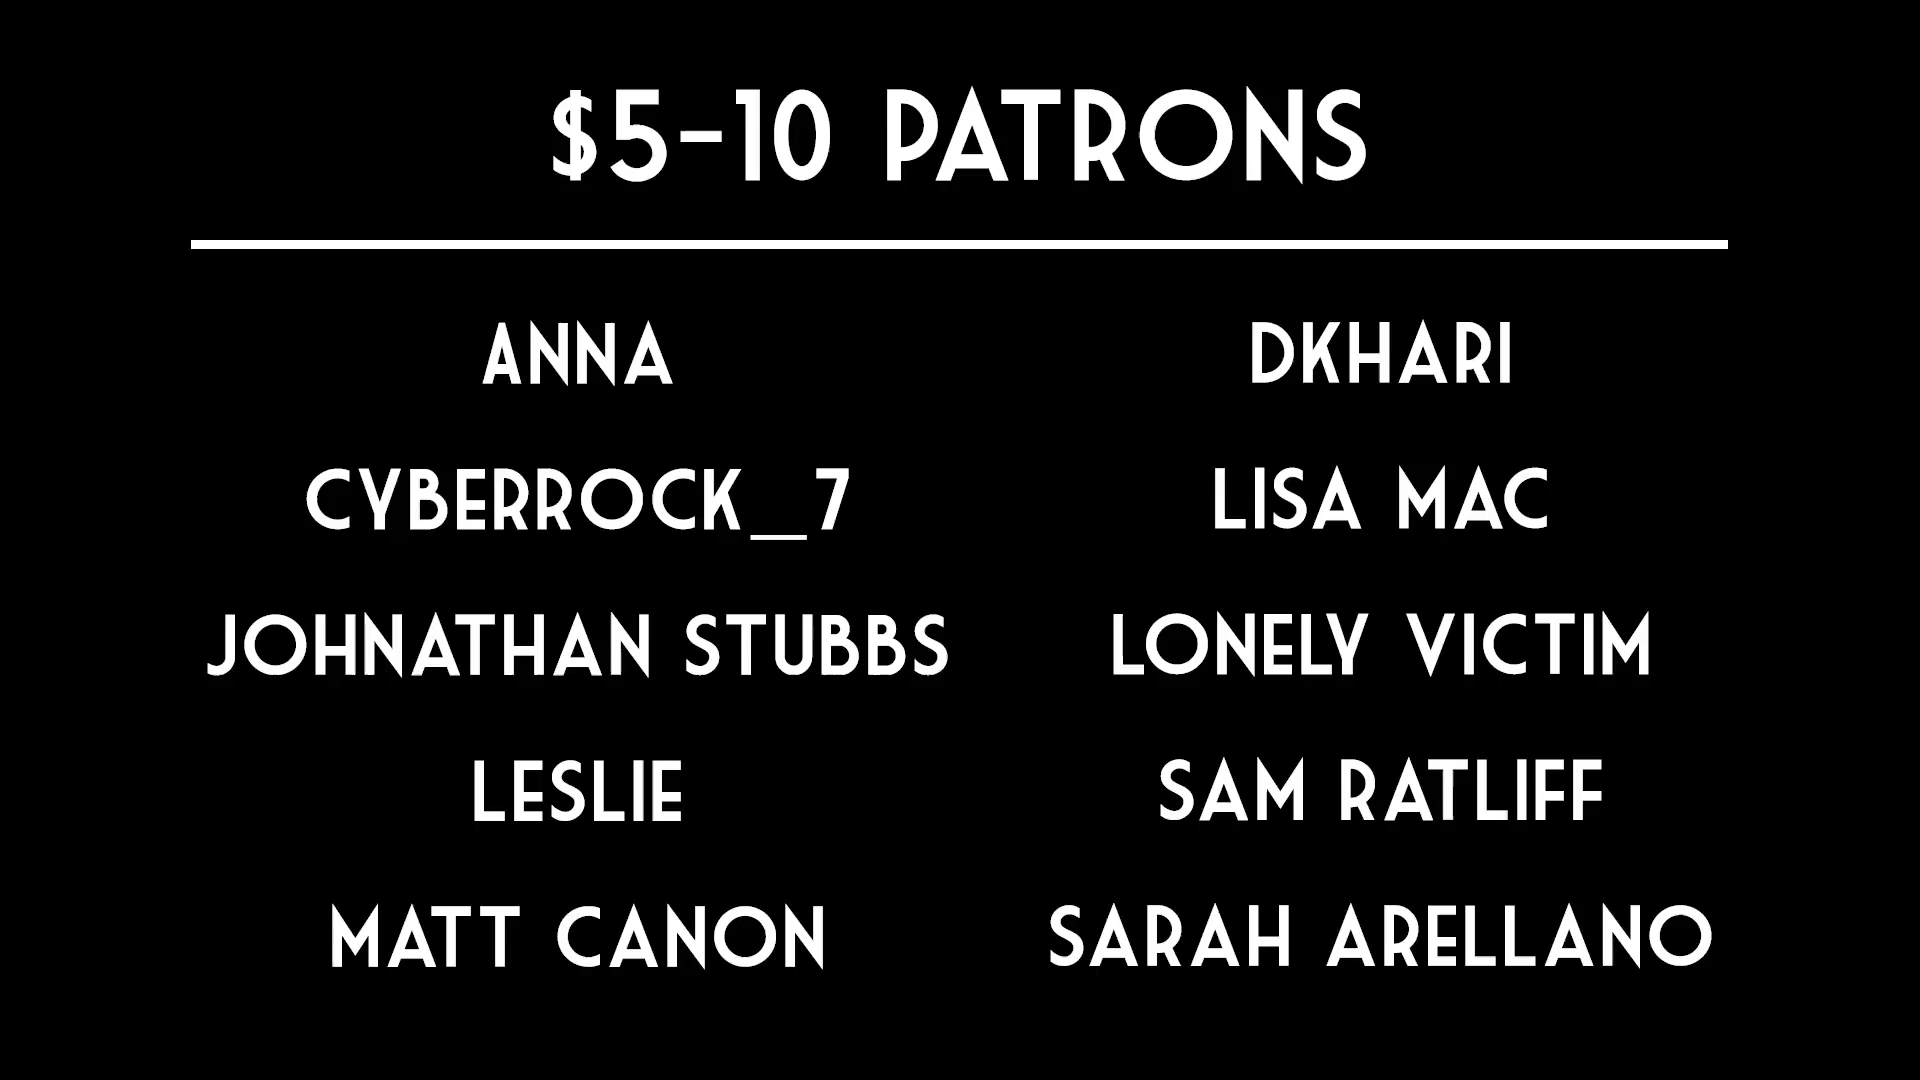 $5-10 PATRONS
ANNA
DKHARI
CYBERROCK_7
LISA MAC
JOHNATHAN STUBBS
LONELY VICTIM
LESLIE
SAM RATLIFF
MATT CANON
SARAH ARELLANO